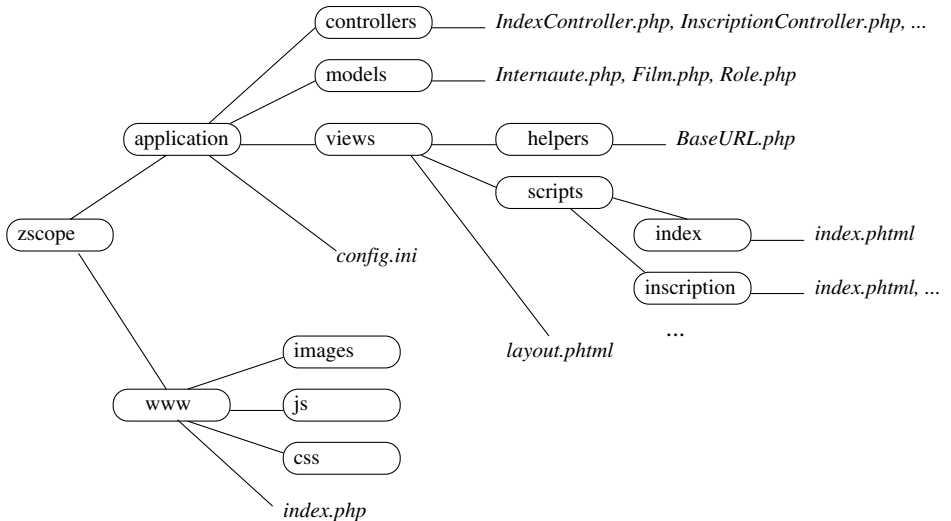 controllers IndexController.php, InscriptionController.php, ...
models Internaute.php, Film.php, Role.php
application views helpers BaseURL.php
scripts
zscope index index.phtml
config.ini
inscription index.phtml, ...
...
images layout.phtml
www js
css
index.php